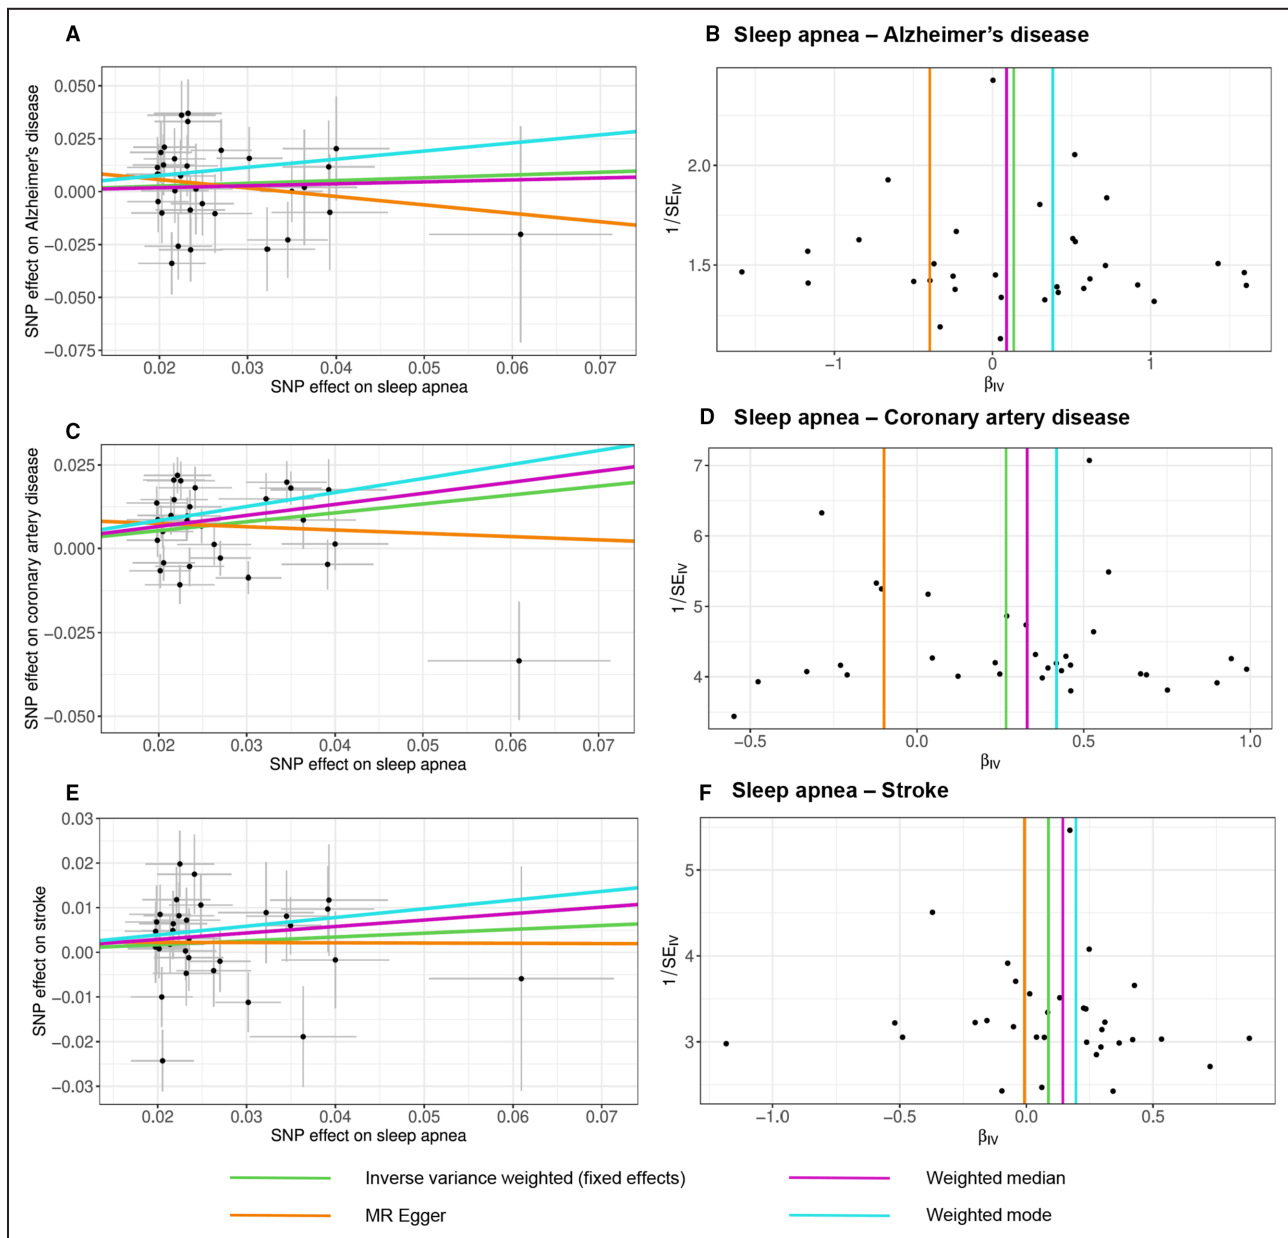 A
B Sleep apnea – Alzheimer's disease
SNP effect on Alzheimer's disease
0.050
0.025
0.000
−0.025
−0.050
−0.075
0.02 0.03 0.04 0.05 0.06 0.07
SNP effect on sleep apnea
1/SE_IV
2.0
1.5
−1 0 1
β_IV
C
D Sleep apnea – Coronary artery disease
SNP effect on coronary artery disease
0.025
0.000
−0.025
−0.050
0.02 0.03 0.04 0.05 0.06 0.07
SNP effect on sleep apnea
1/SE_IV
7
6
5
4
−0.5 0.0 0.5 1.0
β_IV
E
F Sleep apnea – Stroke
SNP effect on stroke
0.03
0.02
0.01
0.00
−0.01
−0.02
−0.03
0.02 0.03 0.04 0.05 0.06 0.07
SNP effect on sleep apnea
1/SE_IV
5
4
3
−1.0 −0.5 0.0 0.5
β_IV
Inverse variance weighted (fixed effects)
Weighted median
MR Egger
Weighted mode